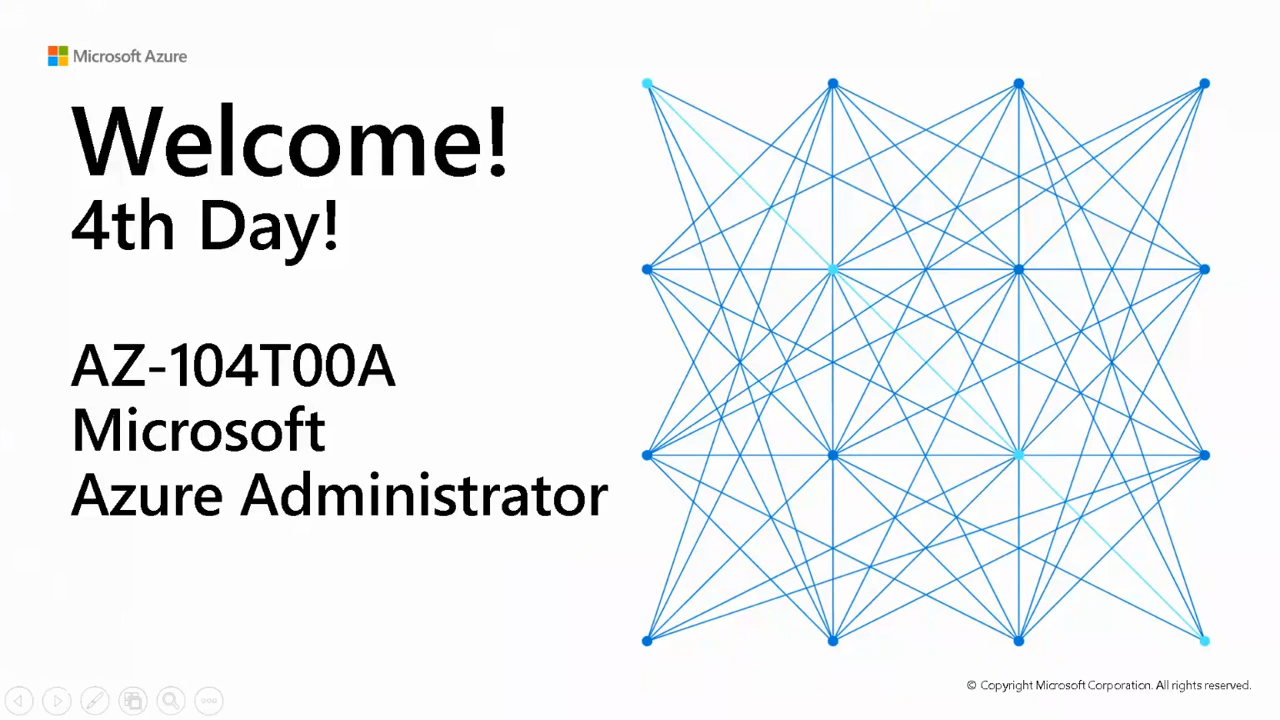 Microsoft Azure
Welcome!
4th Day!
AZ-104T00A
Microsoft
Azure Administrator
© Copyright Microsoft Corporation. All rights reserved.